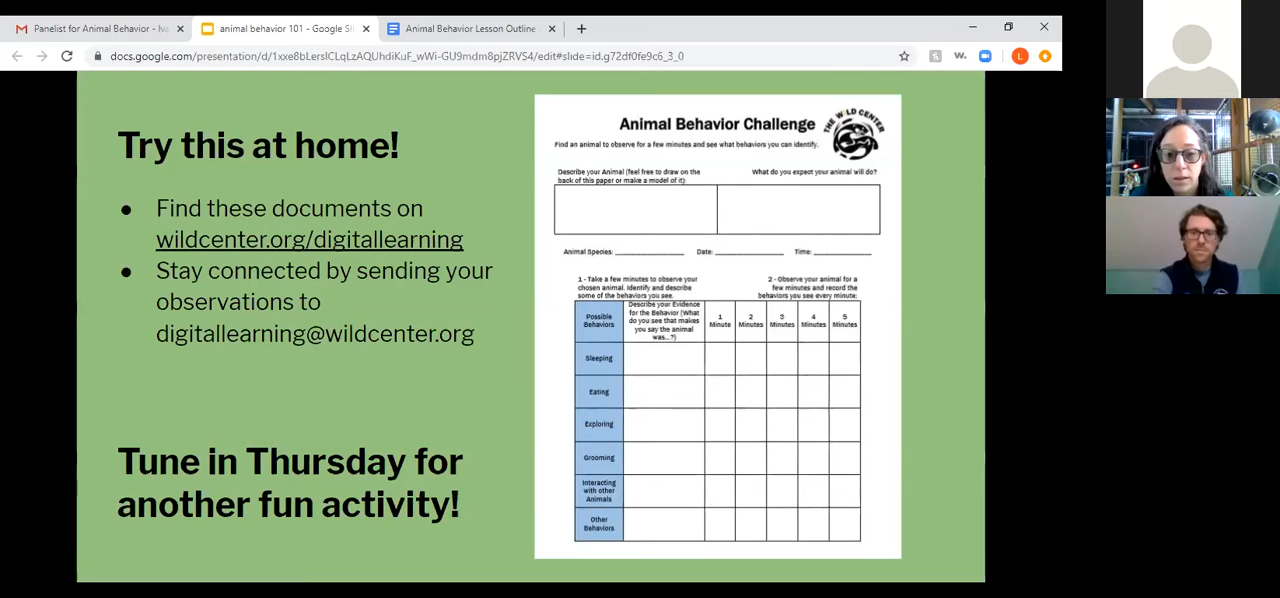 Panelist for Animal Behavior - Iva
animal behavior 101 - Google Sl
Animal Behavior Lesson Outline
docs.google.com/presentation/d/1xxe8bLersICLqLzAQUhdiKuF_wWi-GU9mdm8pjZRVS4/edit#slide=id.g72df0fe9c6_3_0
w.
L
Try this at home!
● Find these documents on
wildcenter.org/digitallearning
● Stay connected by sending your
observations to
digitallearning@wildcenter.org
Tune in Thursday for
another fun activity!
Animal Behavior Challenge
THE WILD CENTER
Find an animal to observe for a few minutes and see what behaviors you can identify.
Describe your Animal (feel free to draw on the
back of this paper or make a model of it):
What do you expect your animal will do?
Animal Species: Date: Time:
1 - Take a few minutes to observe your
chosen animal. Identify and describe
some of the behaviors you see.
2 - Observe your animal for a
few minutes and record the
behaviors you see every minute:
Possible
Behaviors
Describe your Evidence
for the Behavior (What
do you see that makes
you say the animal
was...?)
1
Minute
2
Minutes
3
Minutes
4
Minutes
5
Minutes
Sleeping
Eating
Exploring
Grooming
Interacting
with other
Animals
Other
Behaviors